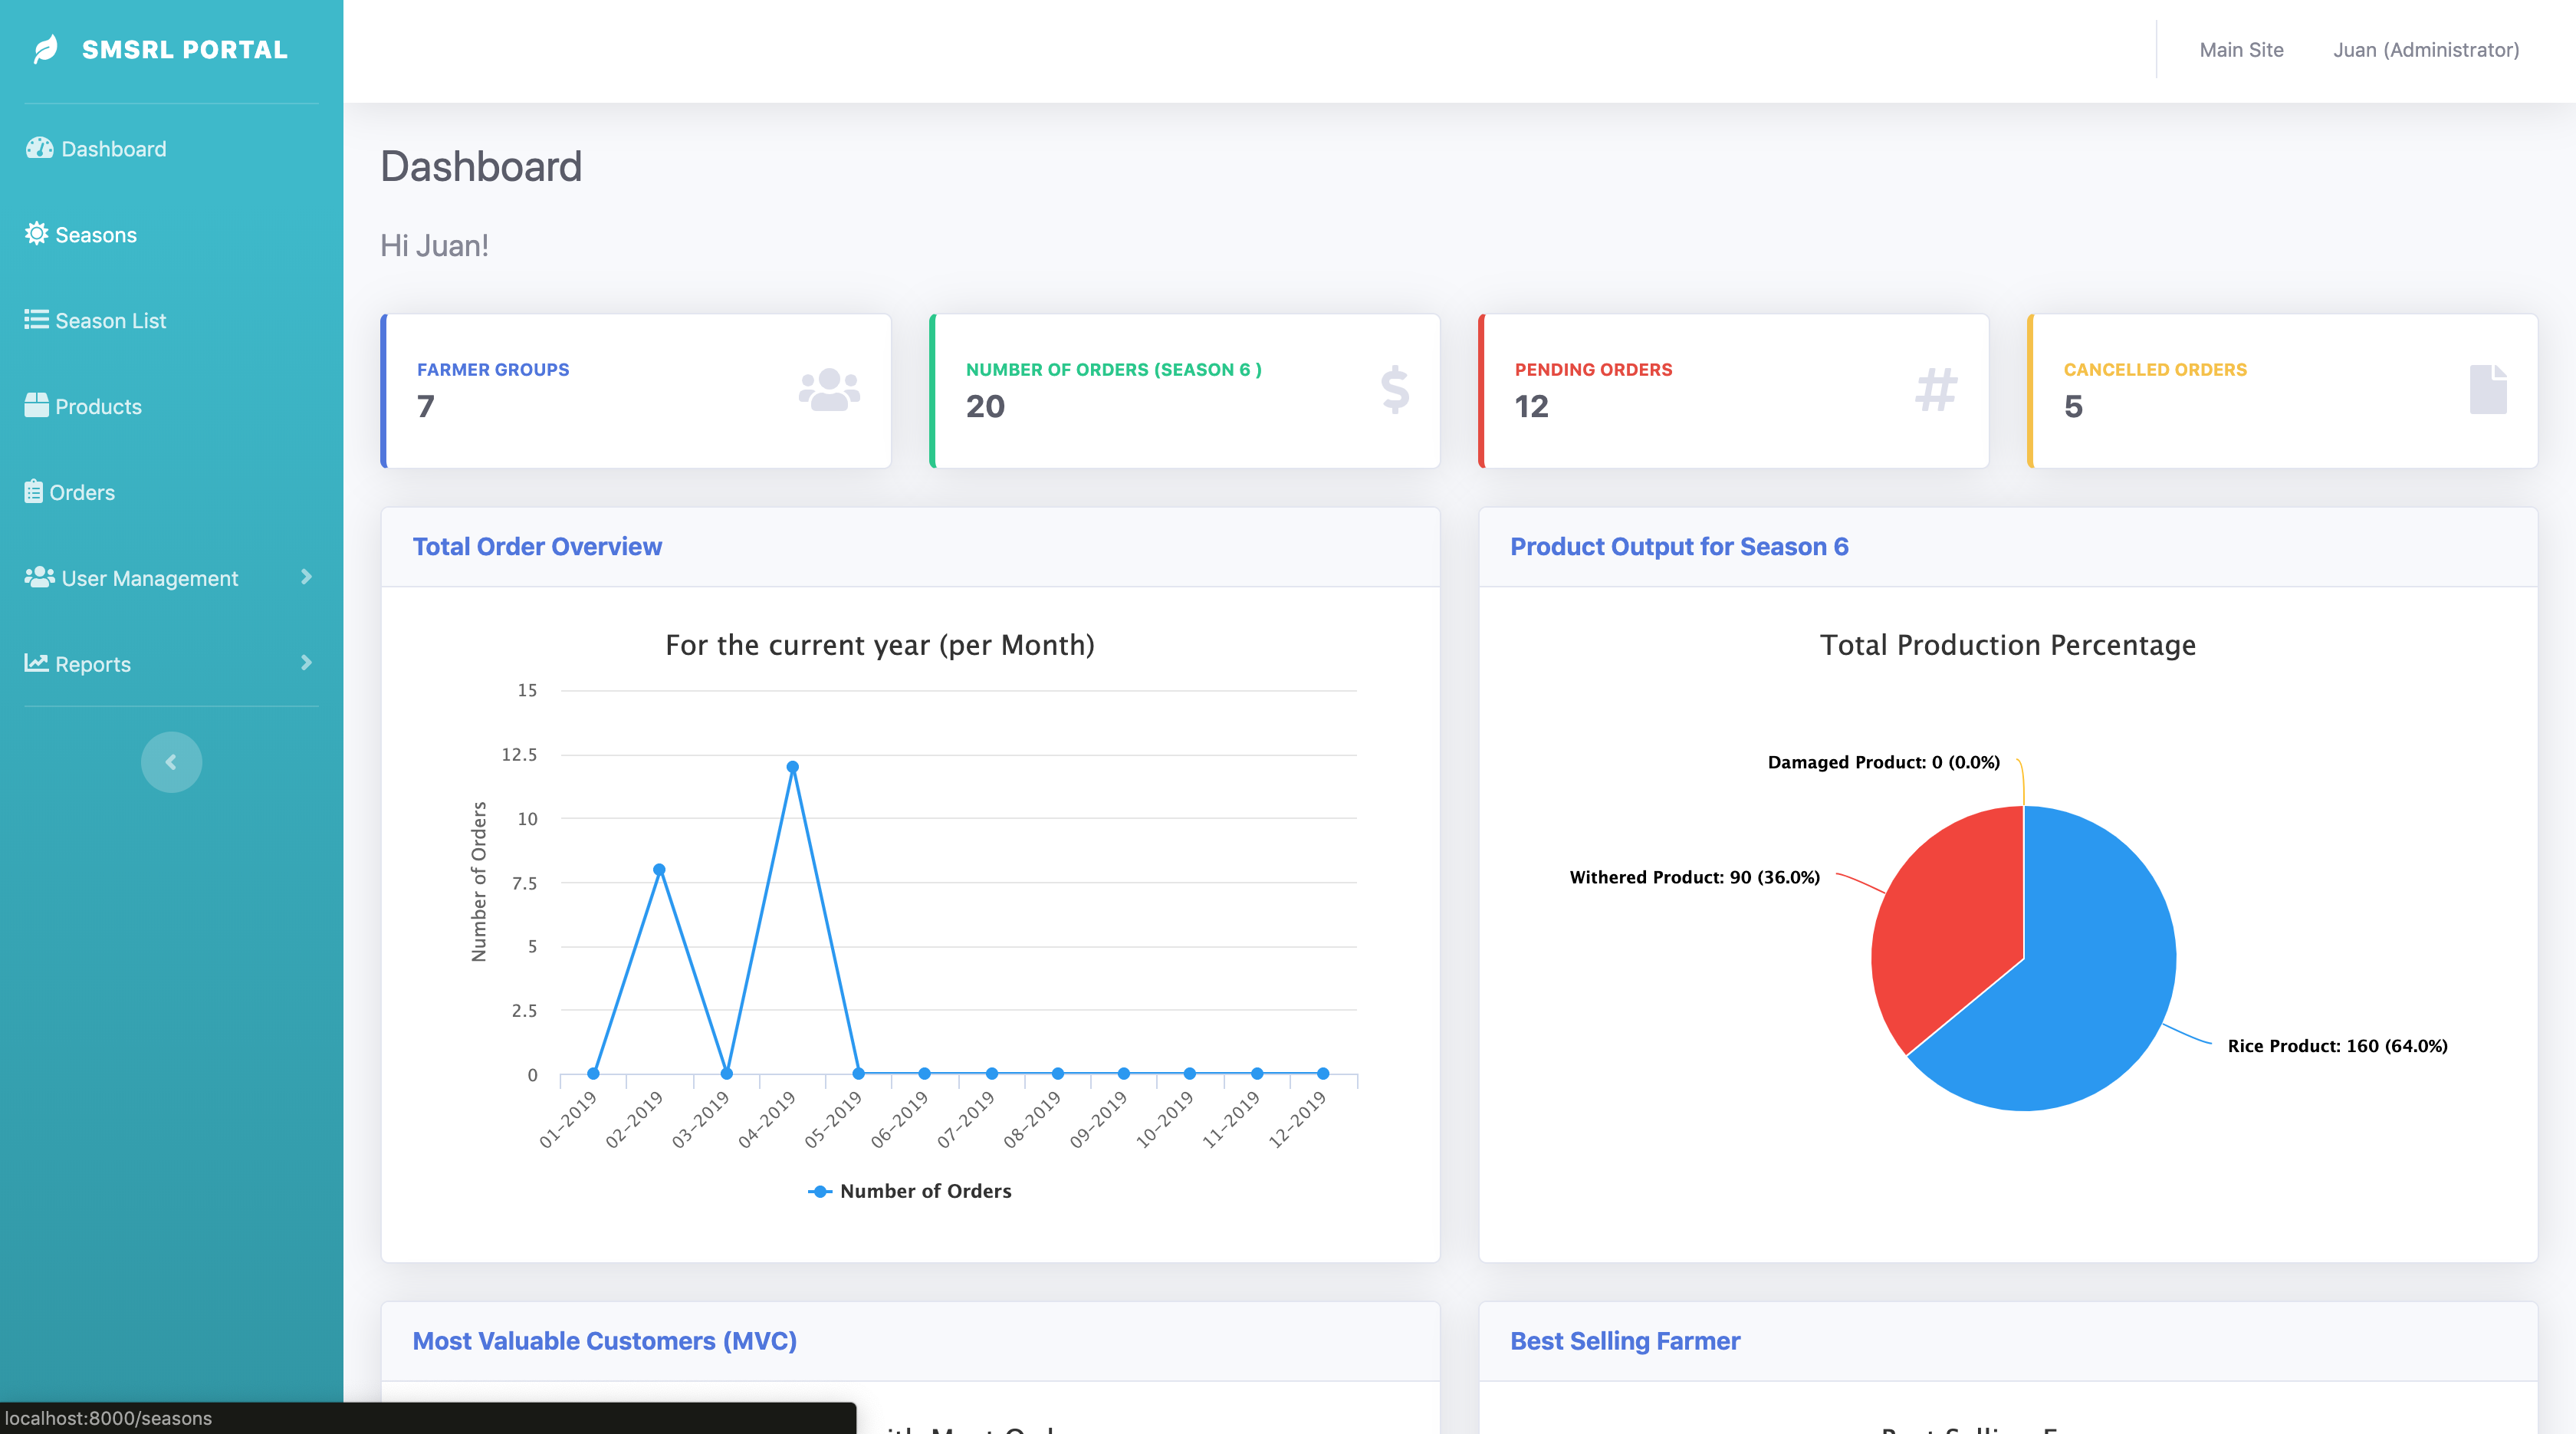 SMSRL PORTAL
Main Site
Juan (Administrator)
Dashboard
Seasons
Season List
Products
Orders
User Management
Reports
Dashboard
Hi Juan!
FARMER GROUPS
7
NUMBER OF ORDERS (SEASON 6 )
20
PENDING ORDERS
12
CANCELLED ORDERS
5
Total Order Overview
For the current year (per Month)
15
12.5
10
7.5
5
2.5
0
Number of Orders
01-2019
02-2019
03-2019
04-2019
05-2019
06-2019
07-2019
08-2019
09-2019
10-2019
11-2019
12-2019
Number of Orders
Product Output for Season 6
Total Production Percentage
Damaged Product: 0 (0.0%)
Withered Product: 90 (36.0%)
Rice Product: 160 (64.0%)
Most Valuable Customers (MVC)
Best Selling Farmer
localhost:8000/seasons